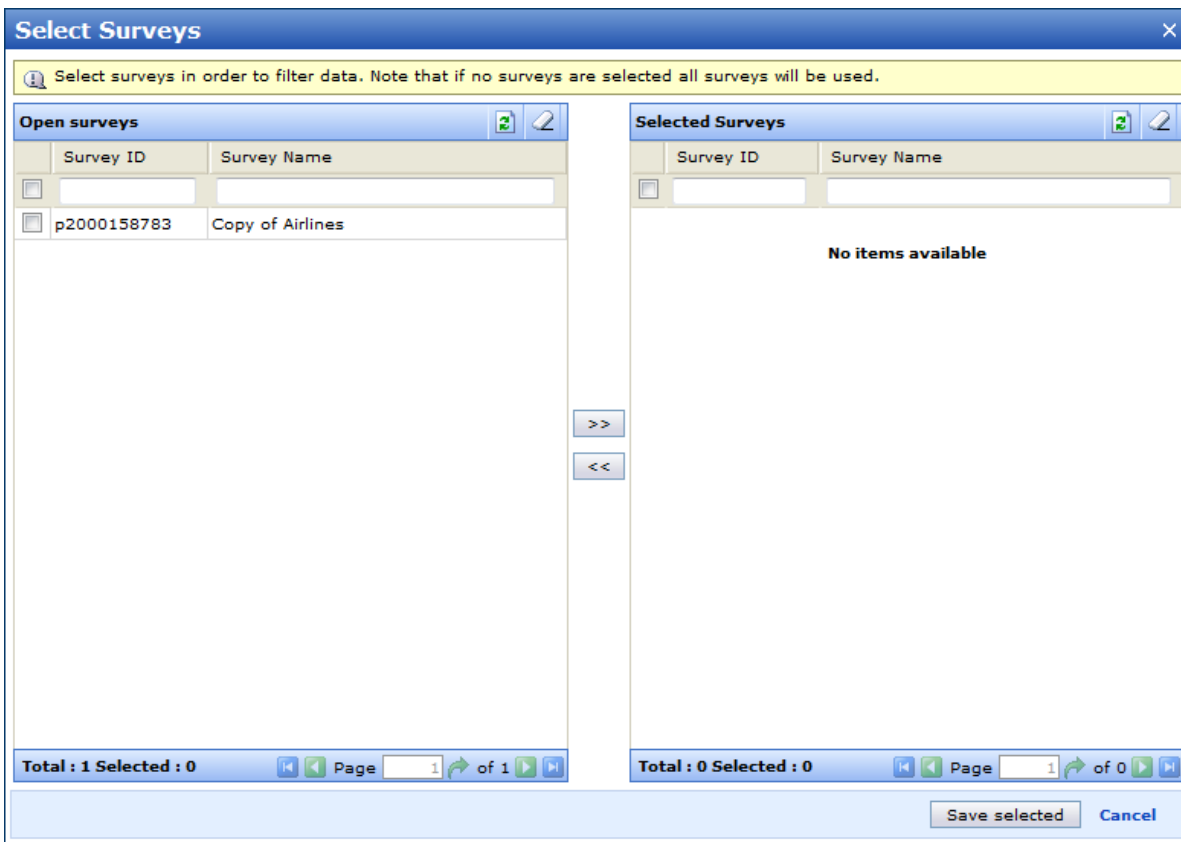 Select Surveys
Select surveys in order to filter data. Note that if no surveys are selected all surveys will be used.
Open surveys
Survey ID Survey Name
p2000158783 Copy of Airlines
Total : 1 Selected : 0 Page 1 of 1
>>
<<
Selected Surveys
Survey ID Survey Name
No items available
Total : 0 Selected : 0 Page 1 of 0
Save selected Cancel